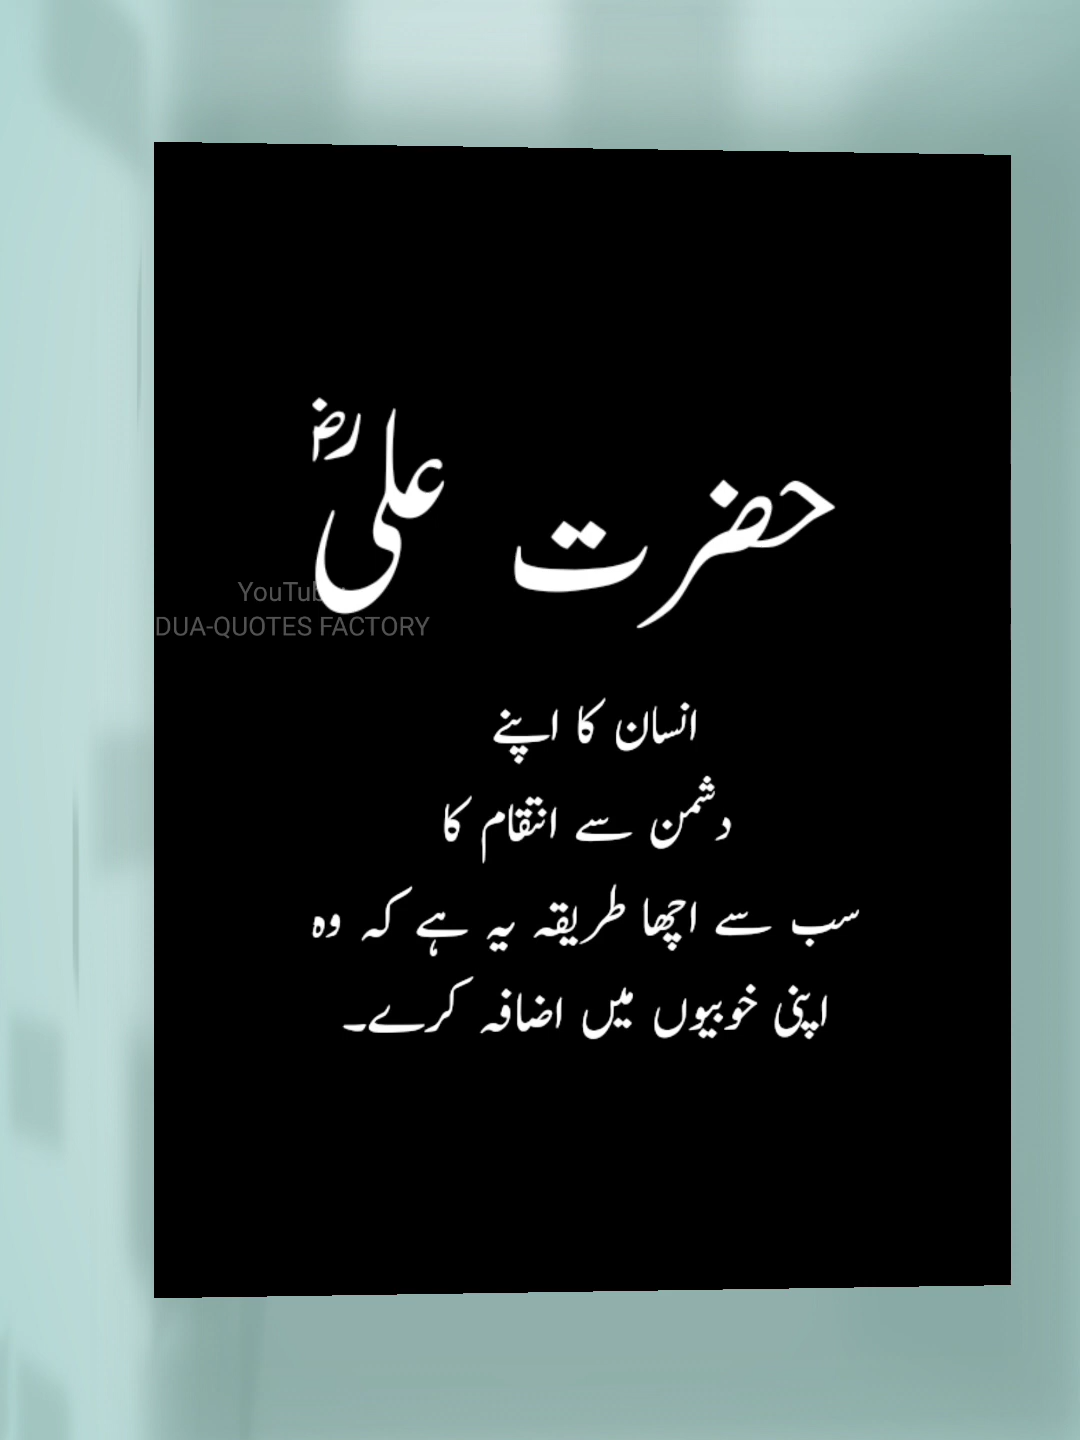 حضرت علیؓ
YouTube
DUA-QUOTES FACTORY
انسان کا اپنے
دشمن سے انتقام کا
سب سے اچھا طریقہ یہ ہے کہ وہ
اپنی خوبیوں میں اضافہ کرے۔